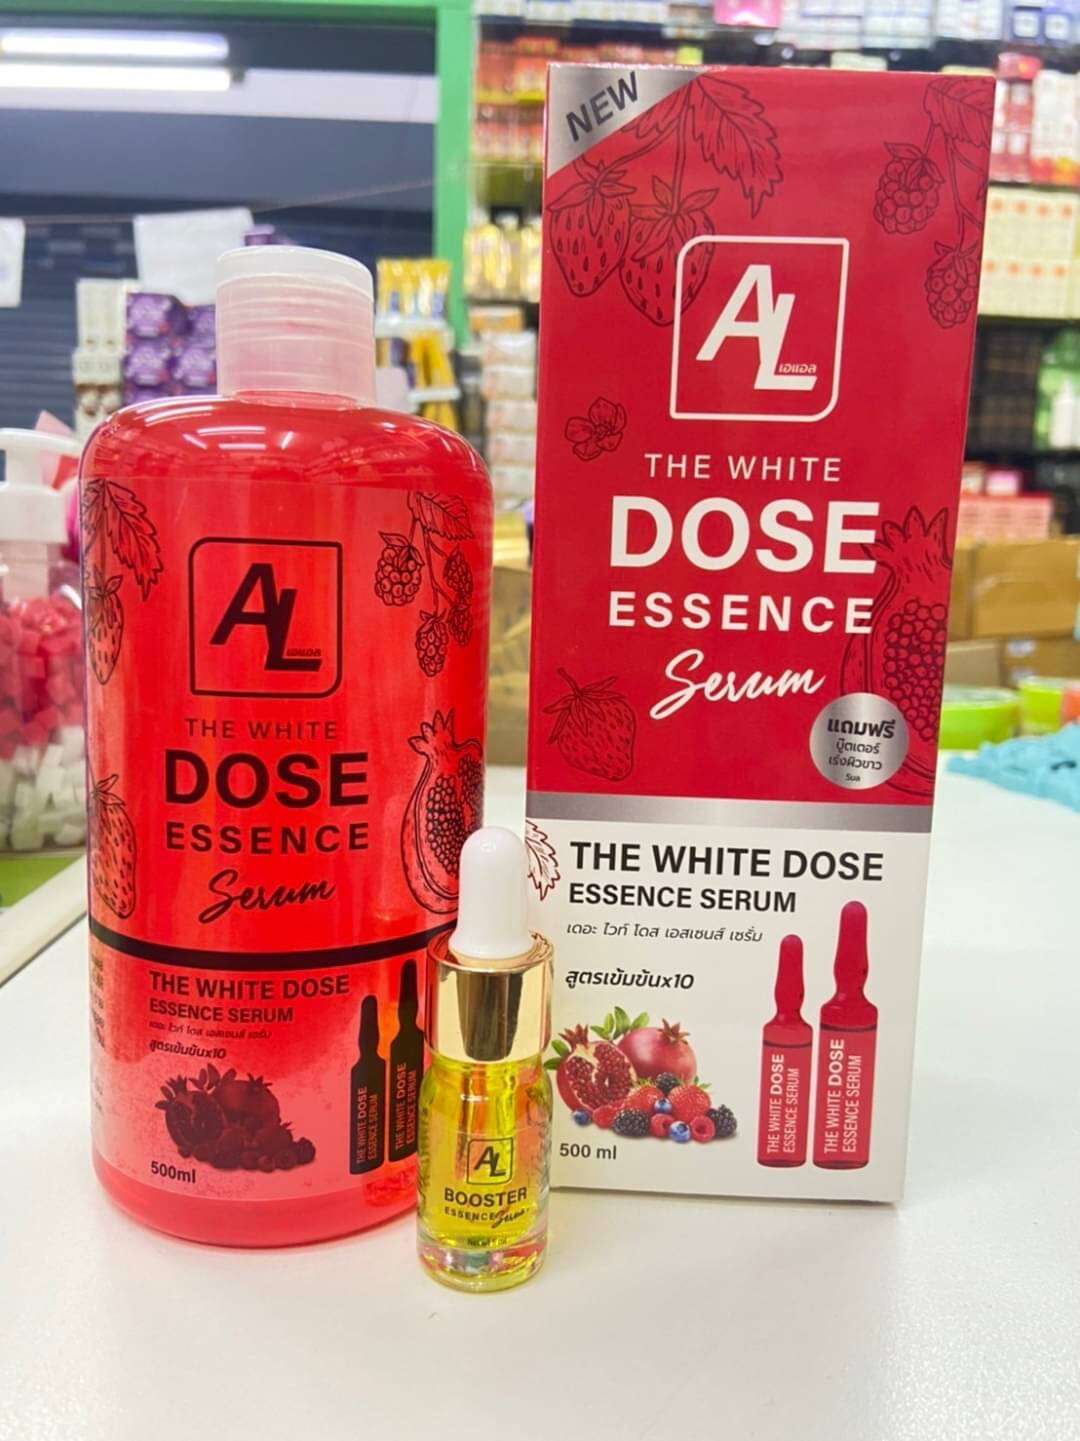 NEW
AL
เอแอล
THE WHITE
DOSE
ESSENCE
Serum
แถมฟรี
บู๊ตเตอร์
เร่งผิวขาว
5มล
THE WHITE DOSE
ESSENCE SERUM
เดอะ ไวท์ โดส เอสเซนส์ เซรั่ม
สูตรเข้มข้นx10
THE WHITE DOSE
ESSENCE SERUM
THE WHITE DOSE
ESSENCE SERUM
500 ml
AL
เอแอล
THE WHITE
DOSE
ESSENCE
Serum
THE WHITE DOSE
ESSENCE SERUM
เดอะ ไวท์ โดส เอสเซนส์ เซรั่ม
สูตรเข้มข้นx10
THE WHITE DOSE
ESSENCE SERUM
THE WHITE DOSE
ESSENCE SERUM
500ml
AL
BOOSTER
ESSENCE Serum